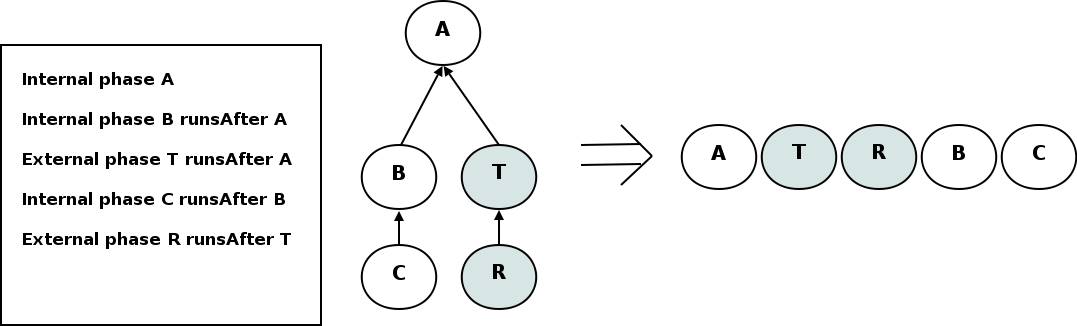 Internal phase A
Internal phase B runsAfter A
External phase T runsAfter A
Internal phase C runsAfter B
External phase R runsAfter T
A
B
T
C
R
A
T
R
B
C